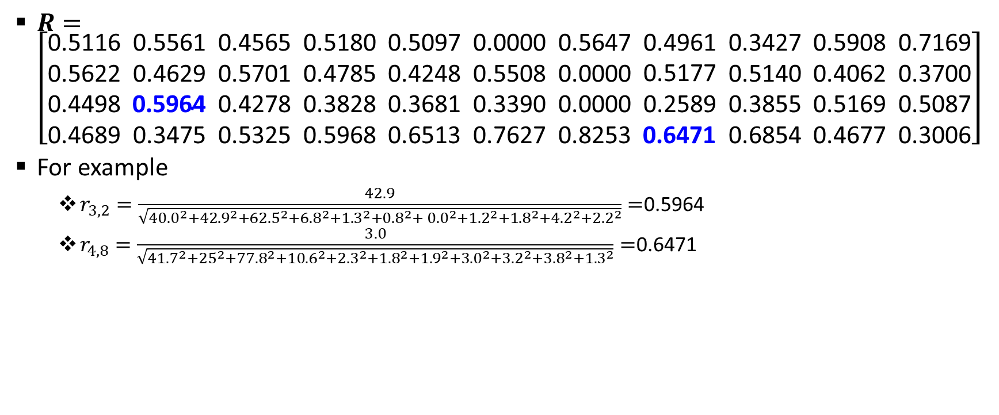 ▪ R =
[0.5116 0.5561 0.4565 0.5180 0.5097 0.0000 0.5647 0.4961 0.3427 0.5908 0.7169
0.5622 0.4629 0.5701 0.4785 0.4248 0.5508 0.0000 0.5177 0.5140 0.4062 0.3700
0.4498 0.5964 0.4278 0.3828 0.3681 0.3390 0.0000 0.2589 0.3855 0.5169 0.5087
0.4689 0.3475 0.5325 0.5968 0.6513 0.7627 0.8253 0.6471 0.6854 0.4677 0.3006]
▪ For example
❖ r₃,₂ = 42.9 / √40.0²+42.9²+62.5²+6.8²+1.3²+0.8²+ 0.0²+1.2²+1.8²+4.2²+2.2² =0.5964
❖ r₄,₈ = 3.0 / √41.7²+25²+77.8²+10.6²+2.3²+1.8²+1.9²+3.0²+3.2²+3.8²+1.3² =0.6471